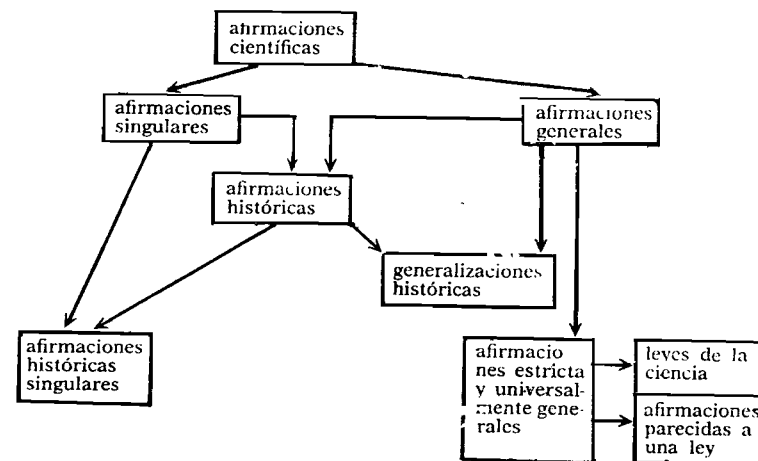 afirmaciones
científicas
afirmaciones
singulares
afirmaciones
generales
afirmaciones
históricas
generalizaciones
históricas
afirmaciones
históricas
singulares
afirmacio
nes estricta
y universal-
mente gene-
rales
leyes de la
ciencia
afirmaciones
parecidas a
una ley